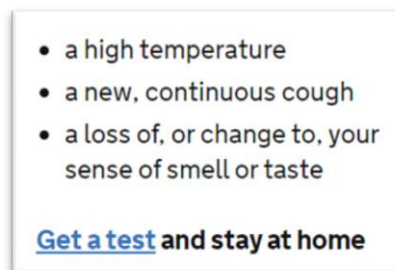 • a high temperature
• a new, continuous cough
• a loss of, or change to, your
sense of smell or taste
Get a test and stay at home